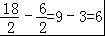 18/2 − 6/2 = 9 − 3 = 6